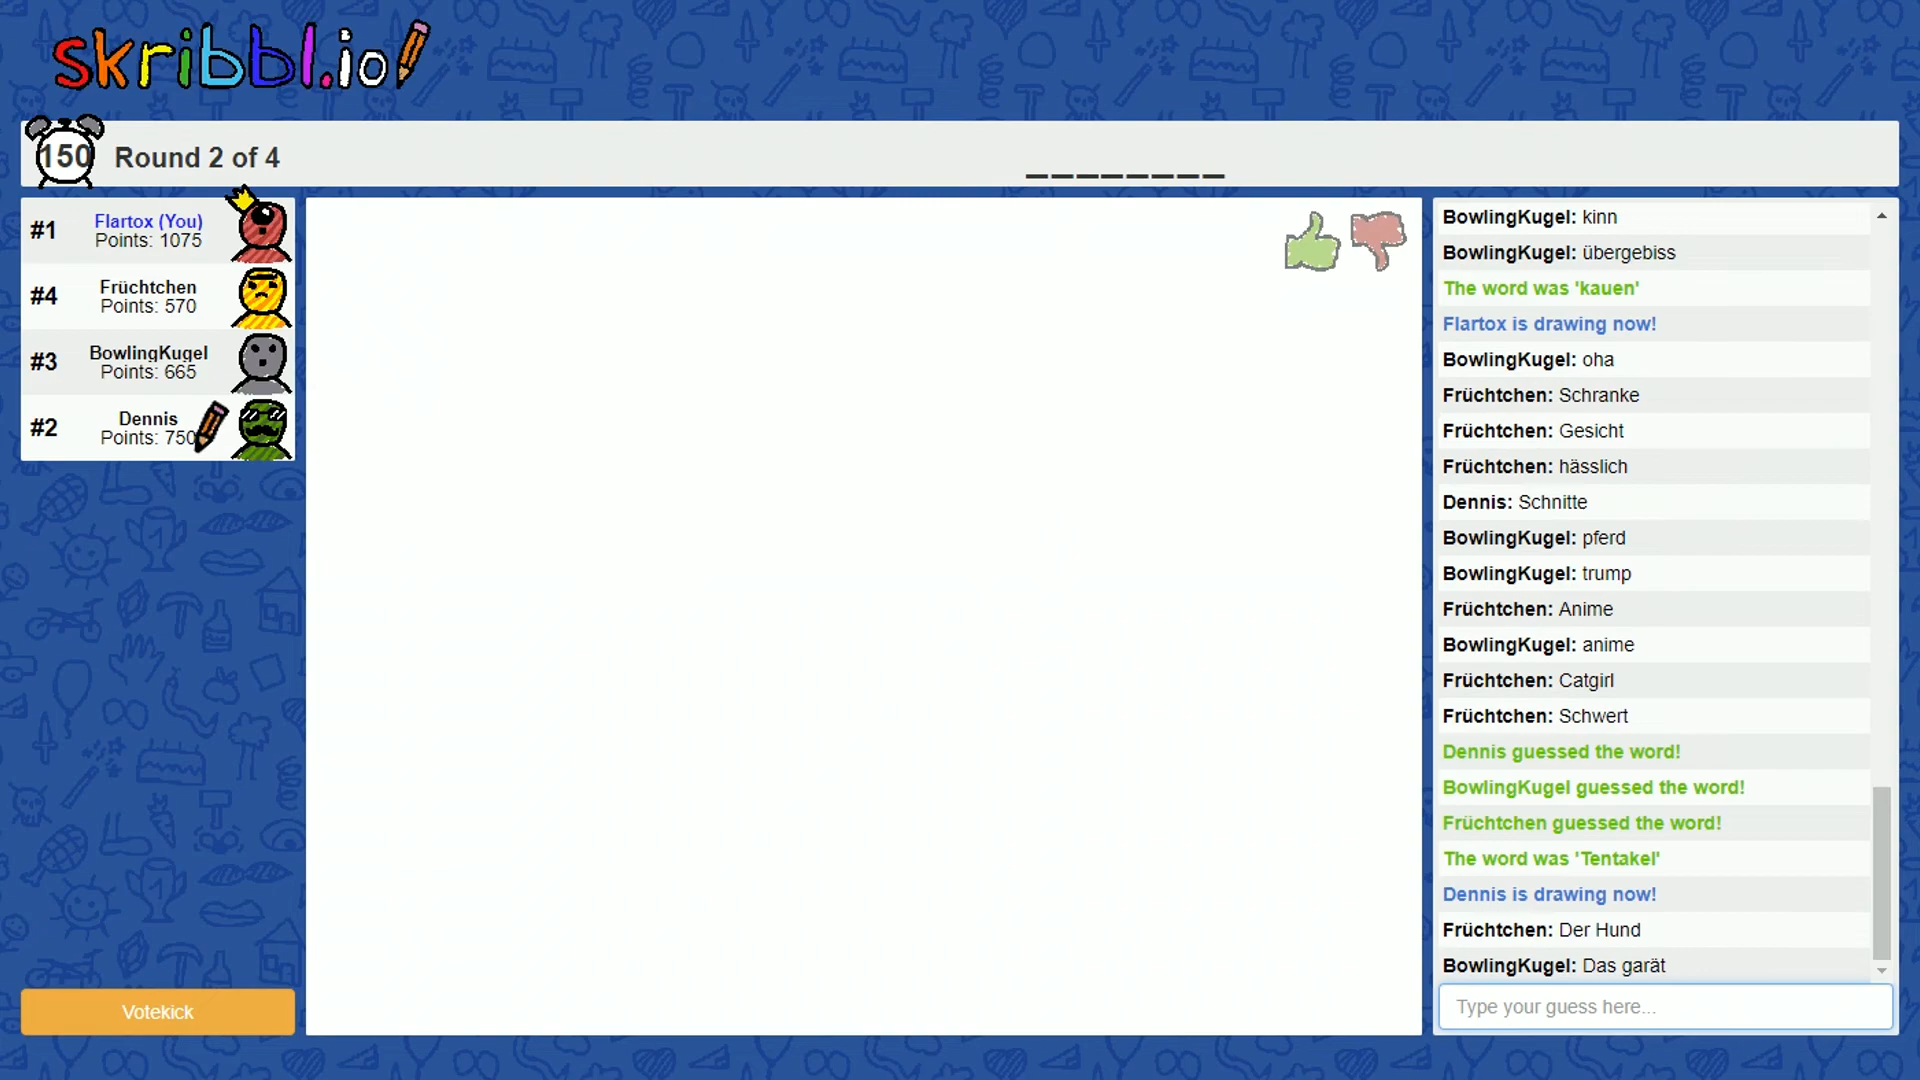 skribbl.io
150 Round 2 of 4
________
#1 Flartox (You)
Points: 1075
#4 Früchtchen
Points: 570
#3 BowlingKugel
Points: 665
#2 Dennis
Points: 750
Votekick
BowlingKugel: kinn
BowlingKugel: übergebiss
The word was 'kauen'
Flartox is drawing now!
BowlingKugel: oha
Früchtchen: Schranke
Früchtchen: Gesicht
Früchtchen: hässlich
Dennis: Schnitte
BowlingKugel: pferd
BowlingKugel: trump
Früchtchen: Anime
BowlingKugel: anime
Früchtchen: Catgirl
Früchtchen: Schwert
Dennis guessed the word!
BowlingKugel guessed the word!
Früchtchen guessed the word!
The word was 'Tentakel'
Dennis is drawing now!
Früchtchen: Der Hund
BowlingKugel: Das garät
Type your guess here...